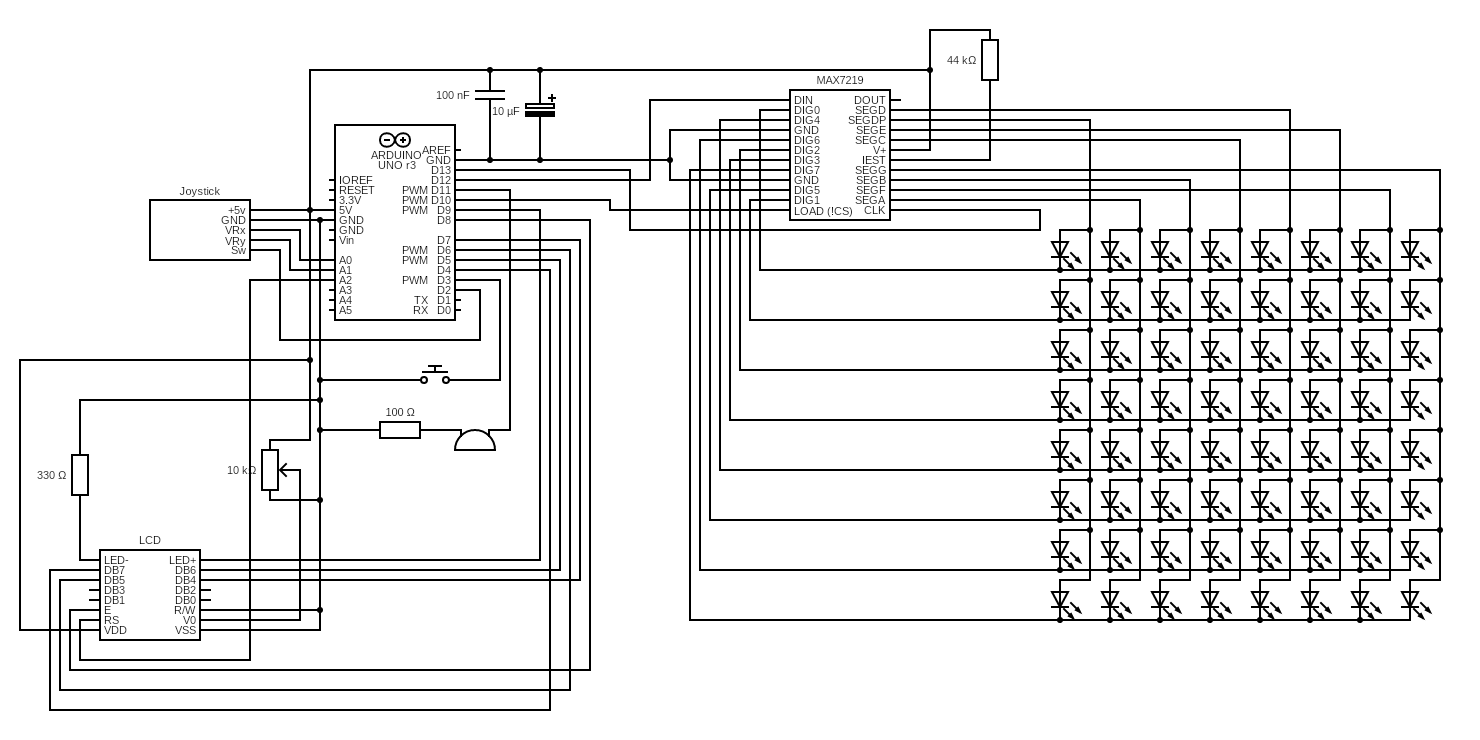 44 kΩ
MAX7219
100 nF
10 µF
+
DIN DOUT
DIG0 SEGD
DIG4 SEGDP
GND SEGE
DIG6 SEGC
DIG2 V+
DIG3 IEST
DIG7 SEGG
GND SEGB
DIG5 SEGF
DIG1 SEGA
LOAD (!CS) CLK
ARDUINO
UNO r3
AREF
GND
D13
IOREF D12
RESET PWM D11
3.3V PWM D10
5V PWM D9
GND D8
GND
Vin D7
PWM D6
A0 PWM D5
A1 D4
A2 PWM D3
A3 D2
A4 TX D1
A5 RX D0
Joystick
+5v
GND
VRx
VRy
Sw
100 Ω
10 kΩ
330 Ω
LCD
LED- LED+
DB7 DB6
DB5 DB4
DB3 DB2
DB1 DB0
E R/W
RS V0
VDD VSS